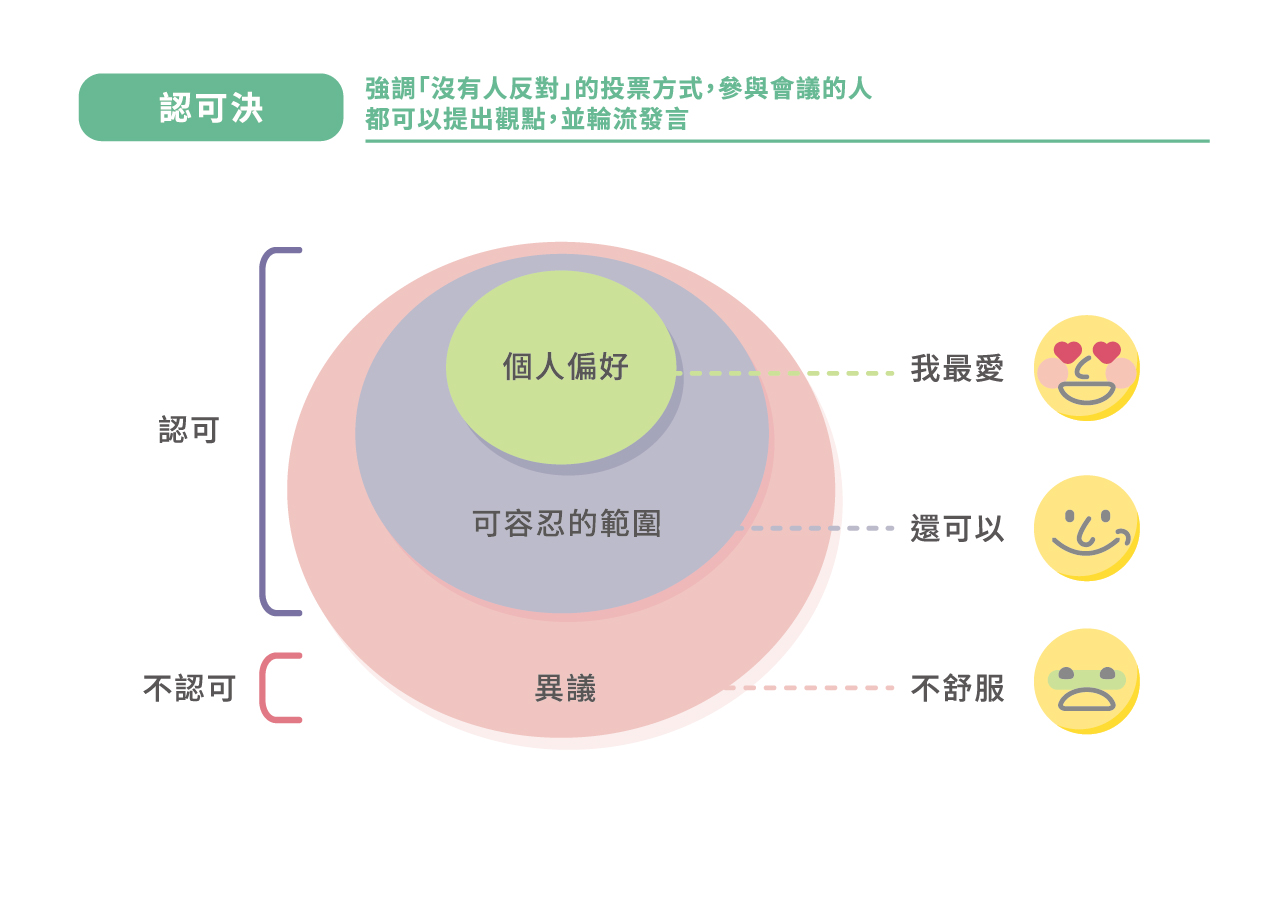 認可決
強調「沒有人反對」的投票方式，參與會議的人
都可以提出觀點，並輪流發言
個人偏好
我最愛
認可
可容忍的範圍
還可以
不認可
異議
不舒服